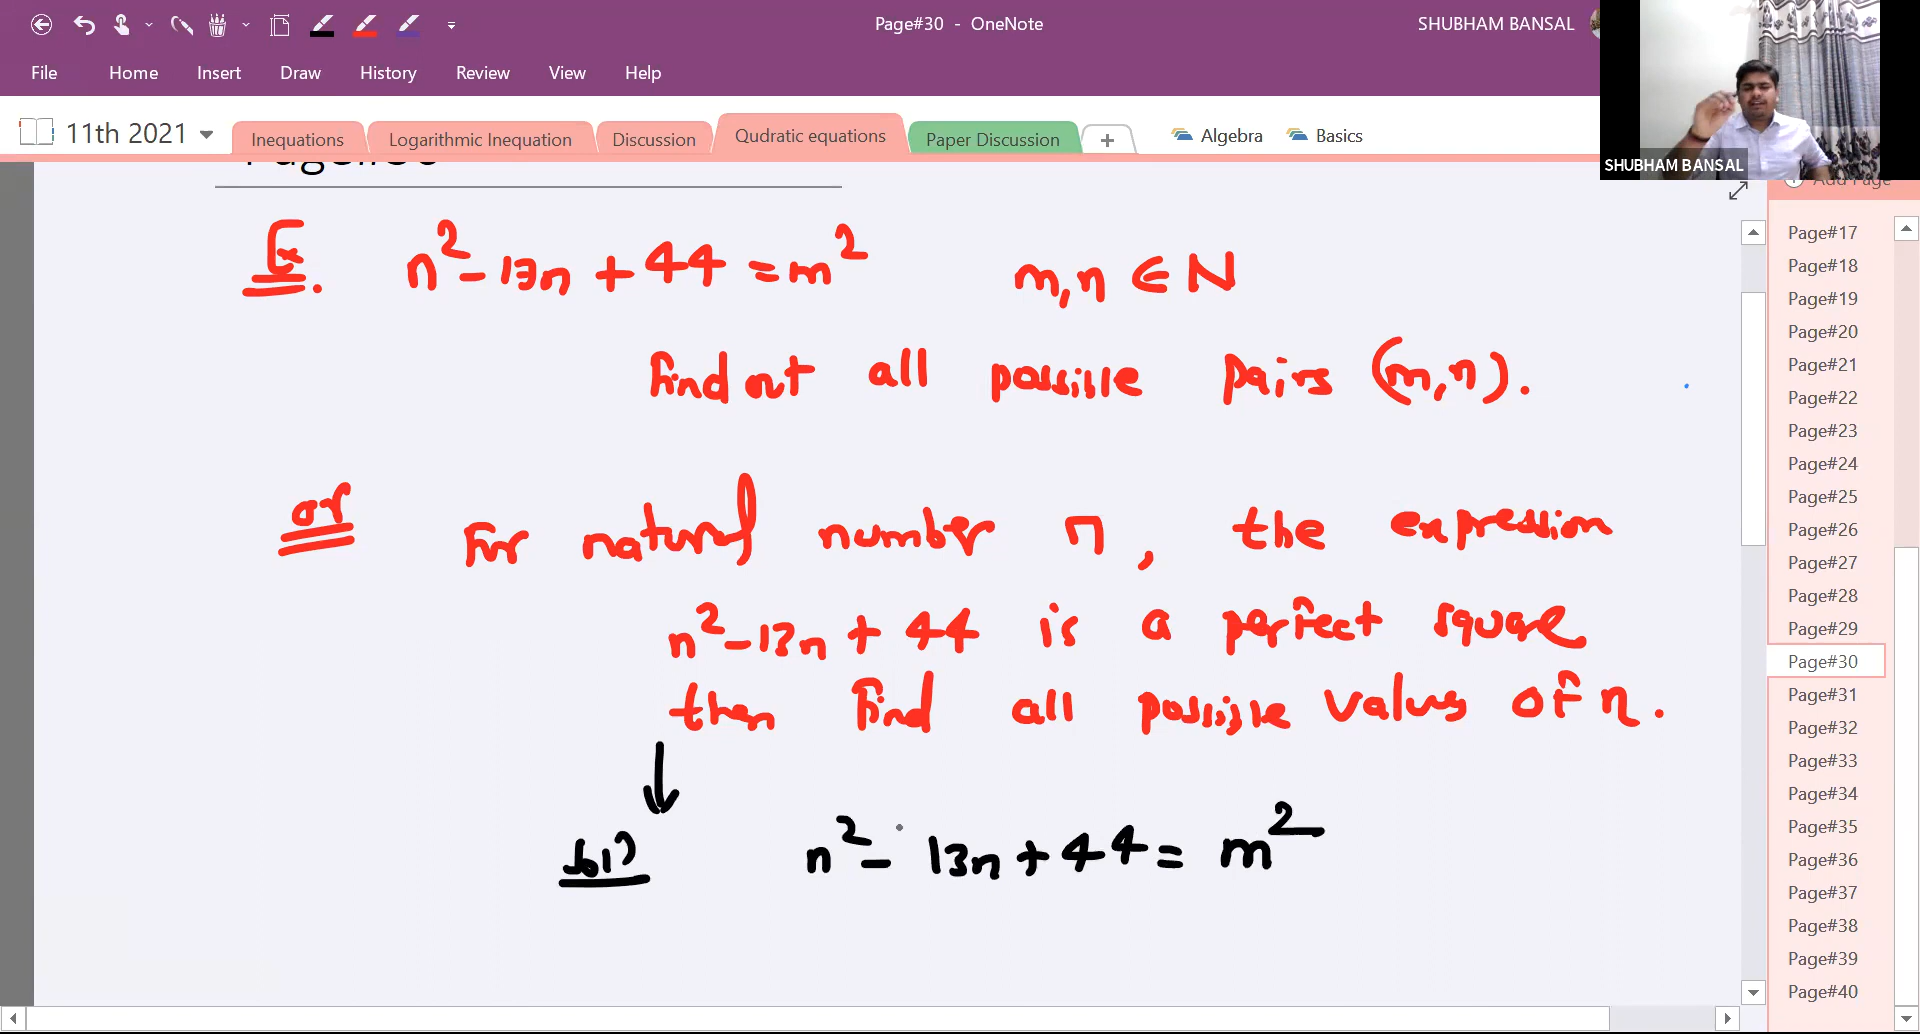 Page#30 - OneNote
SHUBHAM BANSAL
File Home Insert Draw History Review View Help
11th 2021
Inequations
Logarithmic Inequation
Discussion
Qudratic equations
Paper Discussion
+
Algebra
Basics
SHUBHAM BANSAL
Add Page
Page#30
Ex. n² - 13n + 44 = m² m,n ∈ N
Find out all possible pairs (m,n).
or For natural number n, the expression
n² - 13n + 44 is a perfect square
then find all possible values of n.
Sol? n² - 13n + 44 = m²
Page#17
Page#18
Page#19
Page#20
Page#21
Page#22
Page#23
Page#24
Page#25
Page#26
Page#27
Page#28
Page#29
Page#30
Page#31
Page#32
Page#33
Page#34
Page#35
Page#36
Page#37
Page#38
Page#39
Page#40